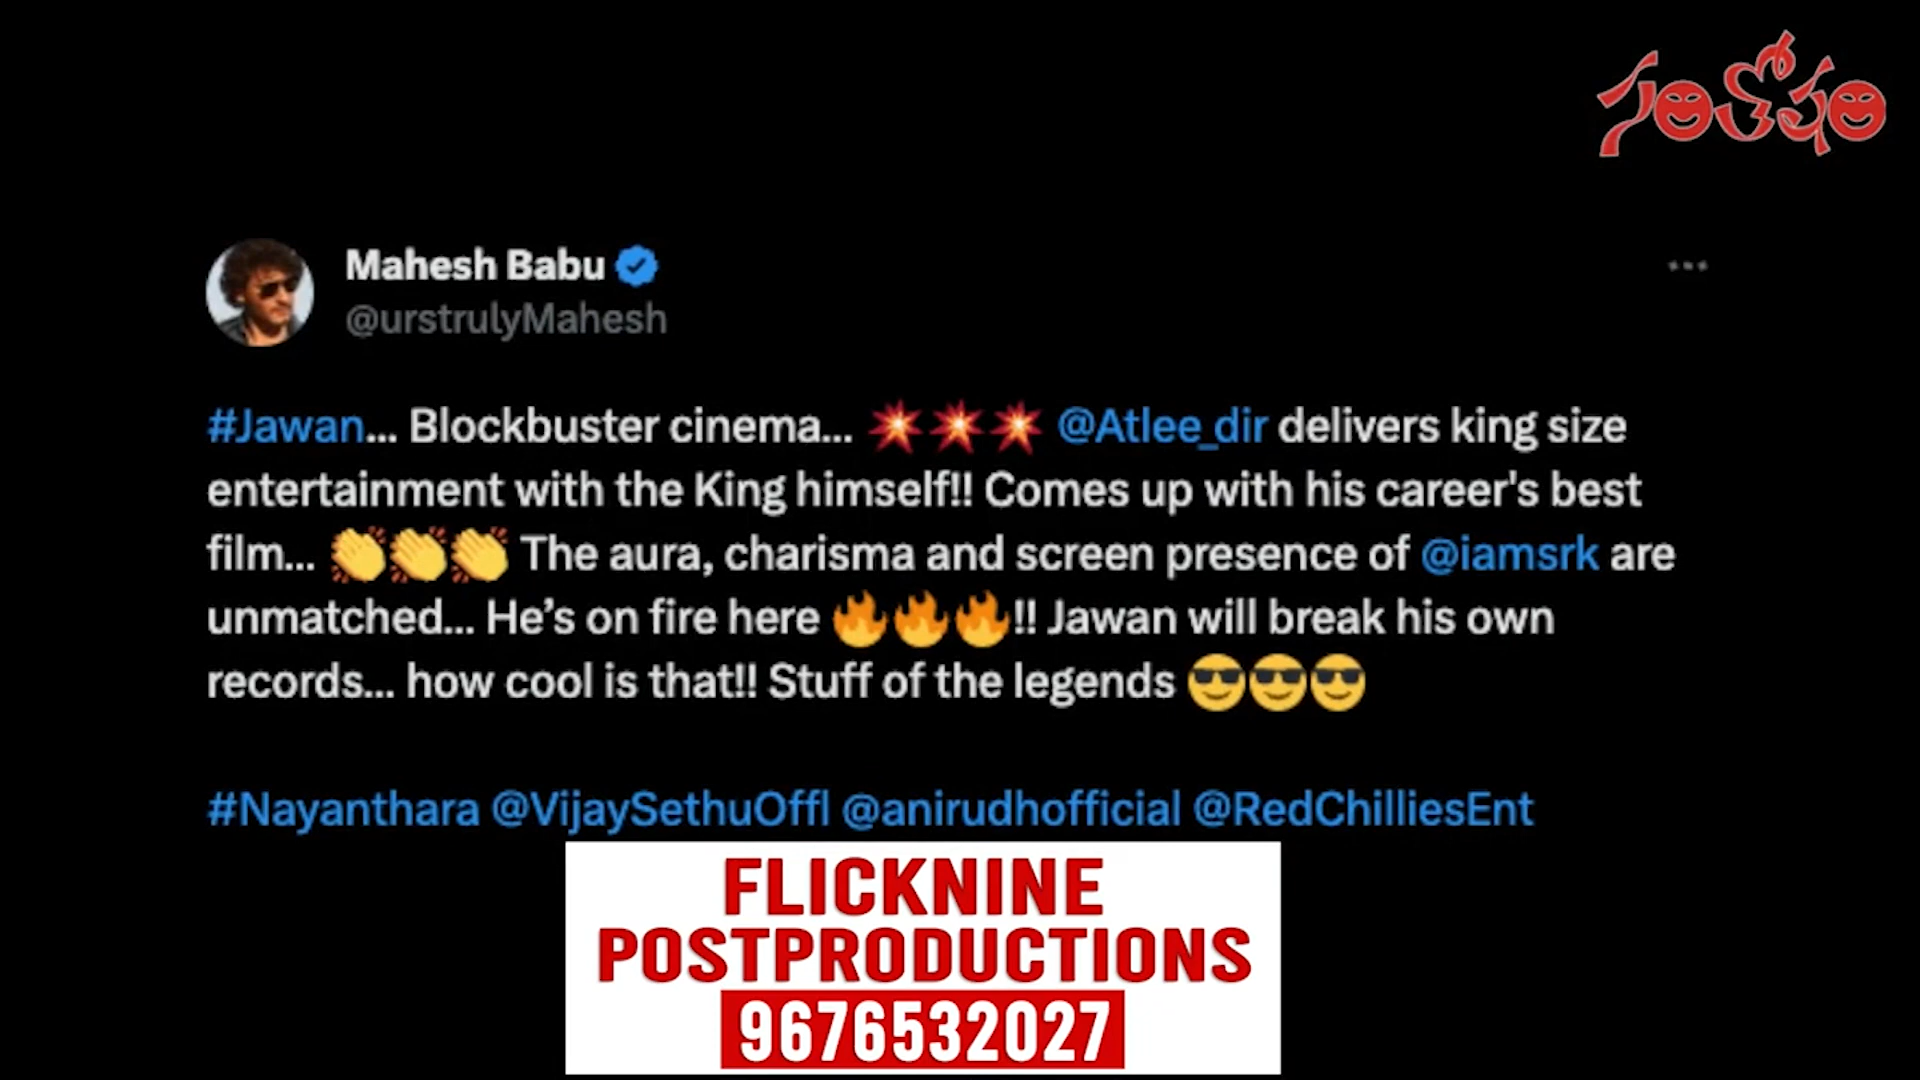 సంతోషం
Mahesh Babu
@urstrulyMahesh
#Jawan... Blockbuster cinema... 💥💥💥 @Atlee_dir delivers king size
entertainment with the King himself!! Comes up with his career's best
film... 👏👏👏 The aura, charisma and screen presence of @iamsrk are
unmatched... He’s on fire here 🔥🔥🔥!! Jawan will break his own
records... how cool is that!! Stuff of the legends 😎😎😎
#Nayanthara @VijaySethuOffl @anirudhofficial @RedChilliesEnt
FLICKNINE
POSTPRODUCTIONS
9676532027